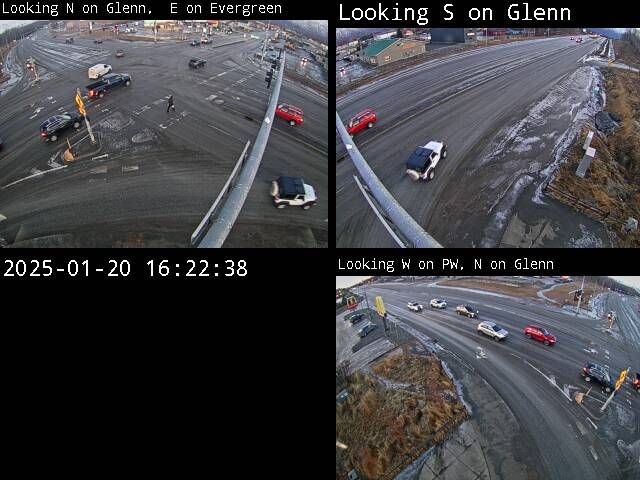 Looking N on Glenn,  E on Evergreen
Looking S on Glenn
2025-01-20 16:22:38
Looking W on PW, N on Glenn